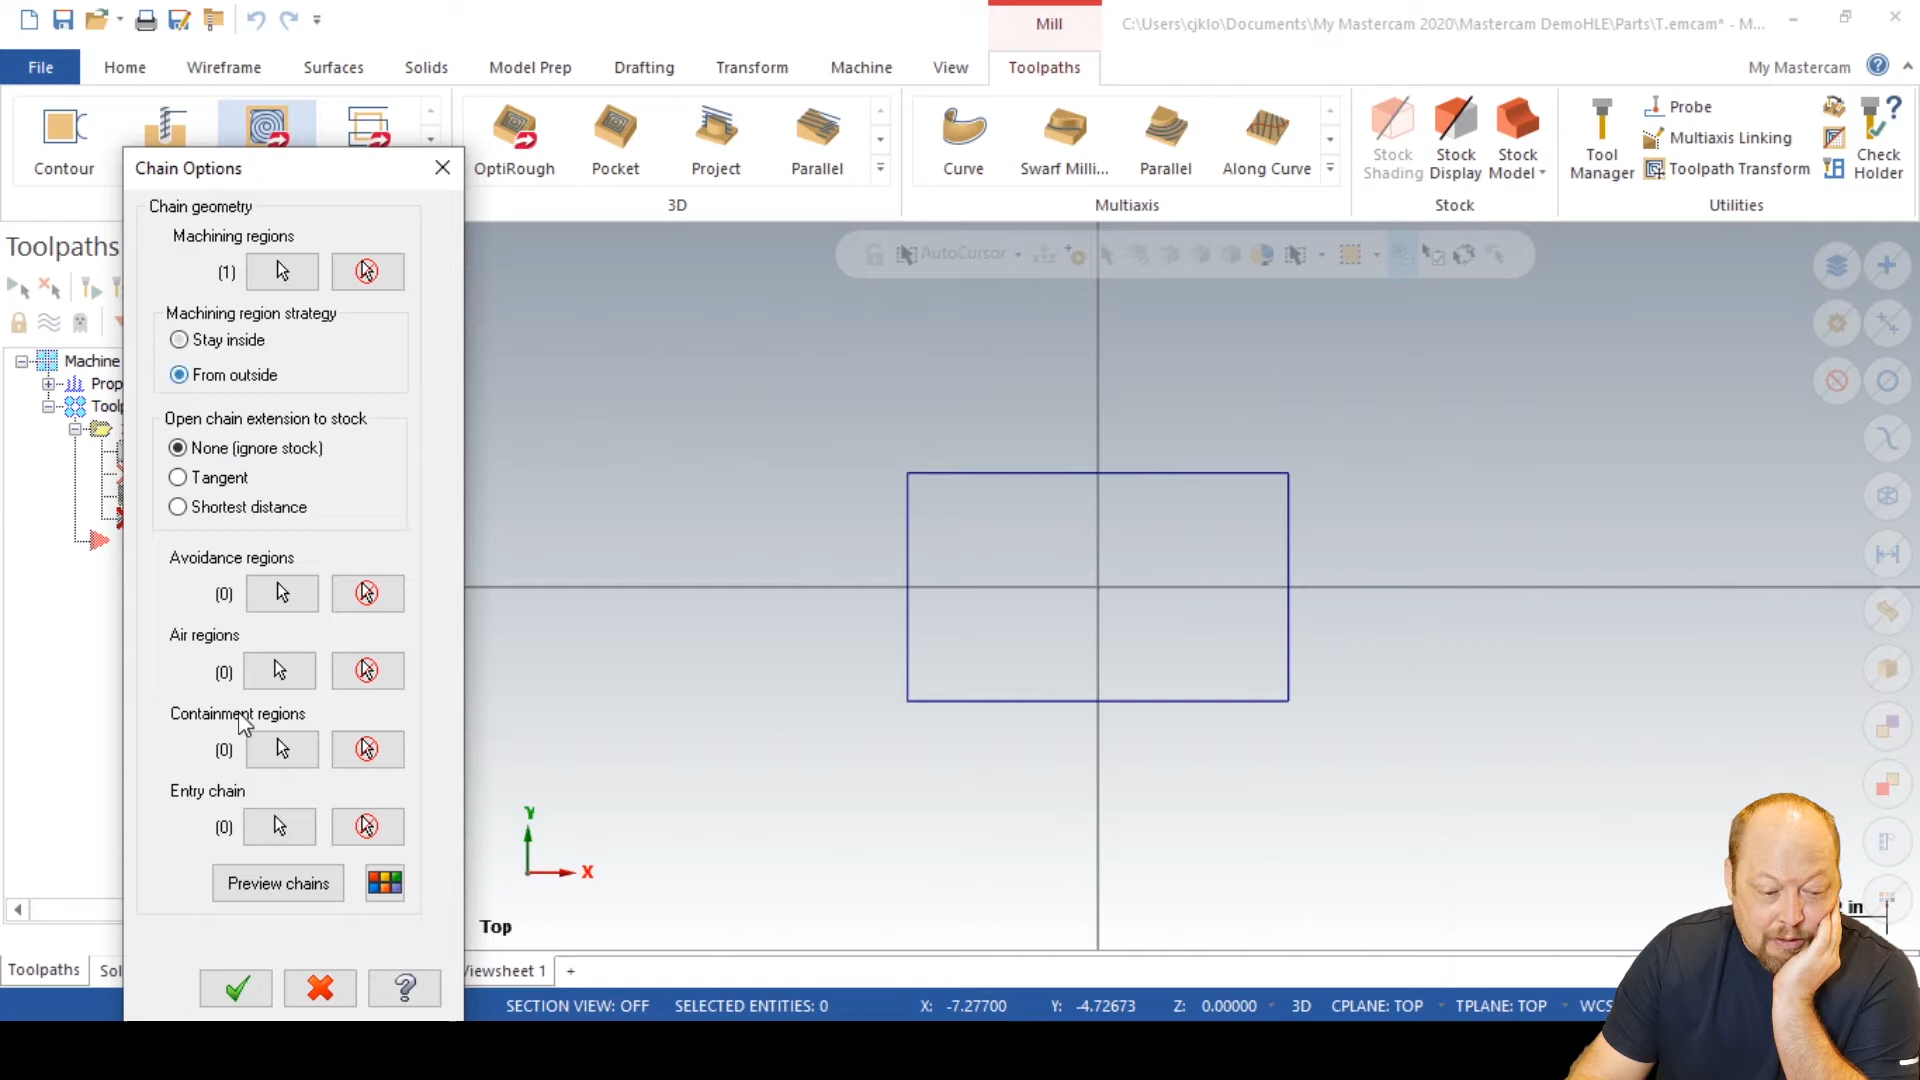 Mill
C:\Users\cjklo\Documents\My Mastercam 2020\Mastercam DemoHLE\Parts\T.emcam* - M...
File Home Wireframe Surfaces Solids Model Prep Drafting Transform Machine View Toolpaths My Mastercam
Contour
OptiRough Pocket Project Parallel
3D
Curve Swarf Milli... Parallel Along Curve
Multiaxis
Stock Shading
Stock Display
Stock Model
Stock
Tool Manager
Probe
Multiaxis Linking
Toolpath Transform
Check Holder
Utilities
Toolpaths
Machine
Prop
Toolp
Chain Options
Chain geometry
Machining regions
(1)
Machining region strategy
Stay inside
From outside
Open chain extension to stock
None (ignore stock)
Tangent
Shortest distance
Avoidance regions
(0)
Air regions
(0)
Containment regions
(0)
Entry chain
(0)
Preview chains
AutoCursor
Y
X
Top
in
Toolpaths Sol
Viewsheet 1 +
SECTION VIEW: OFF SELECTED ENTITIES: 0 X: -7.27700 Y: -4.72673 Z: 0.00000 3D CPLANE: TOP TPLANE: TOP WCS